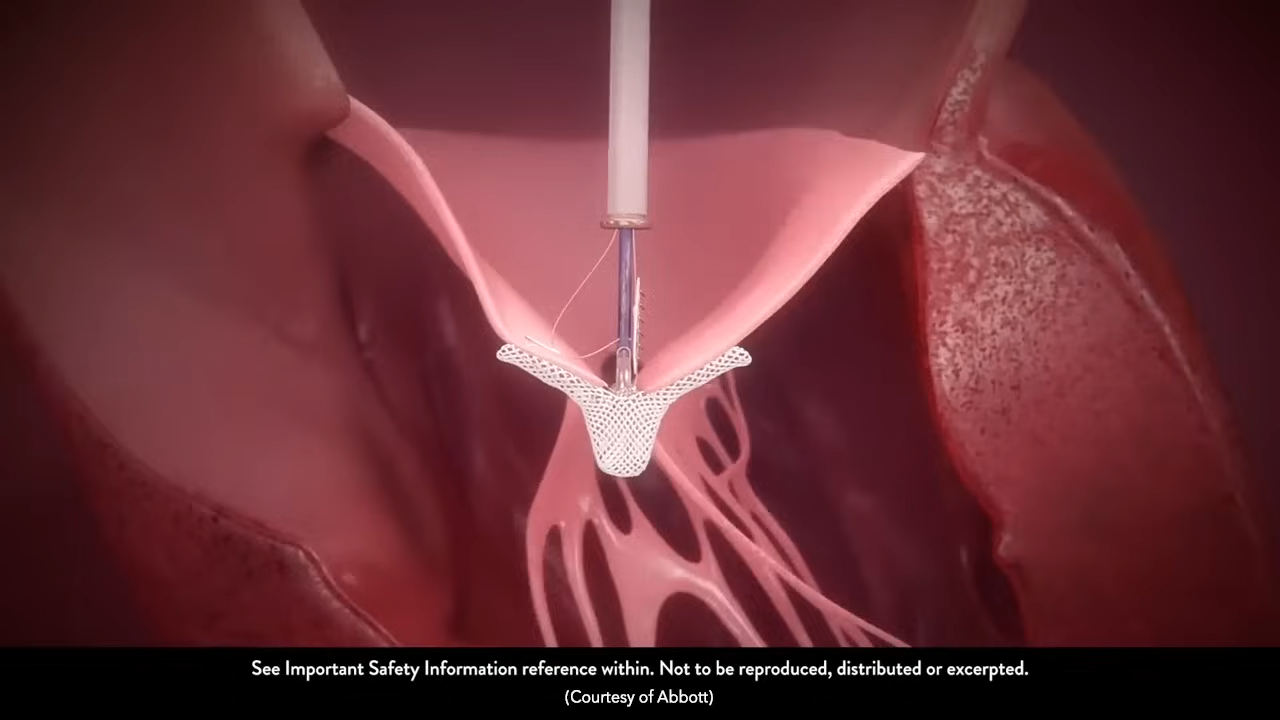 See Important Safety Information reference within. Not to be reproduced, distributed or excerpted.
(Courtesy of Abbott)